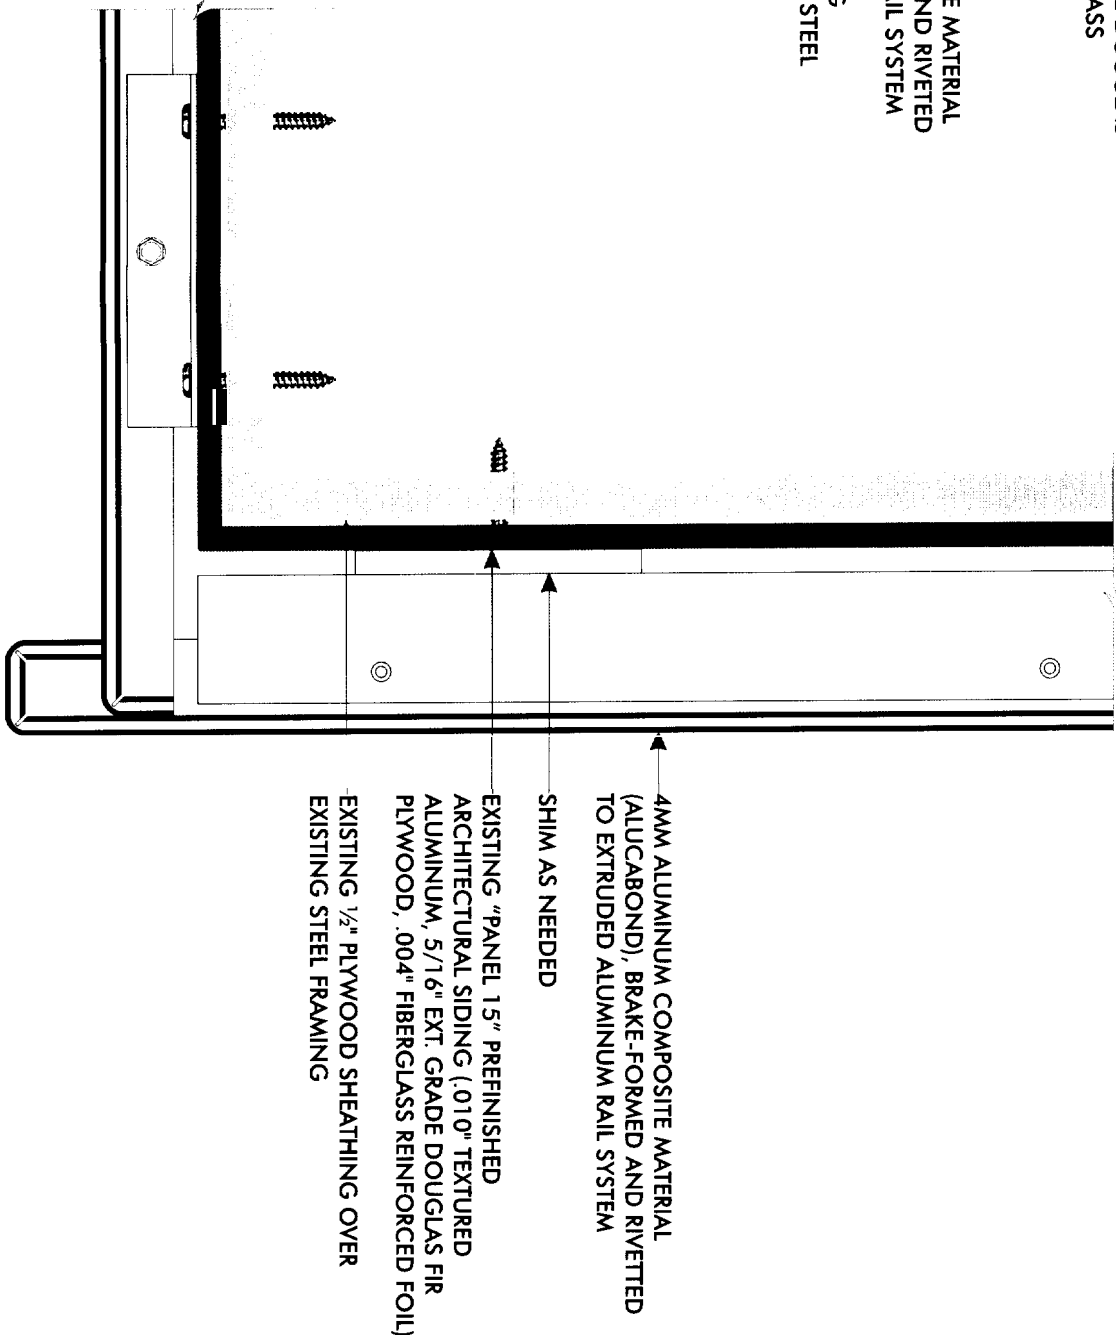 ASS
E MATERIAL
ND RIVETED
IL SYSTEM
G
STEEL
4MM ALUMINUM COMPOSITE MATERIAL
(ALUCABOND), BRAKE-FORMED AND RIVETTED
TO EXTRUDED ALUMINUM RAIL SYSTEM
SHIM AS NEEDED
EXISTING "PANEL 15" PREFINISHED
ARCHITECTURAL SIDING (.010" TEXTURED
ALUMINUM, 5/16" EXT. GRADE DOUGLAS FIR
PLYWOOD, .004" FIBERGLASS REINFORCED FOIL)
EXISTING ½" PLYWOOD SHEATHING OVER
EXISTING STEEL FRAMING